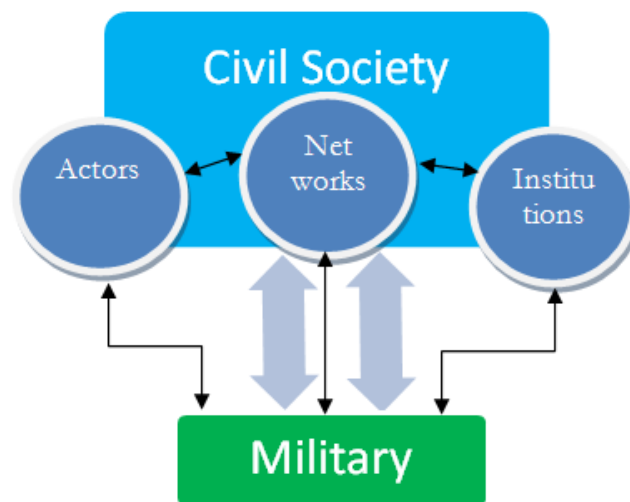 Civil Society
Actors
Net
works
Institu
tions
Military